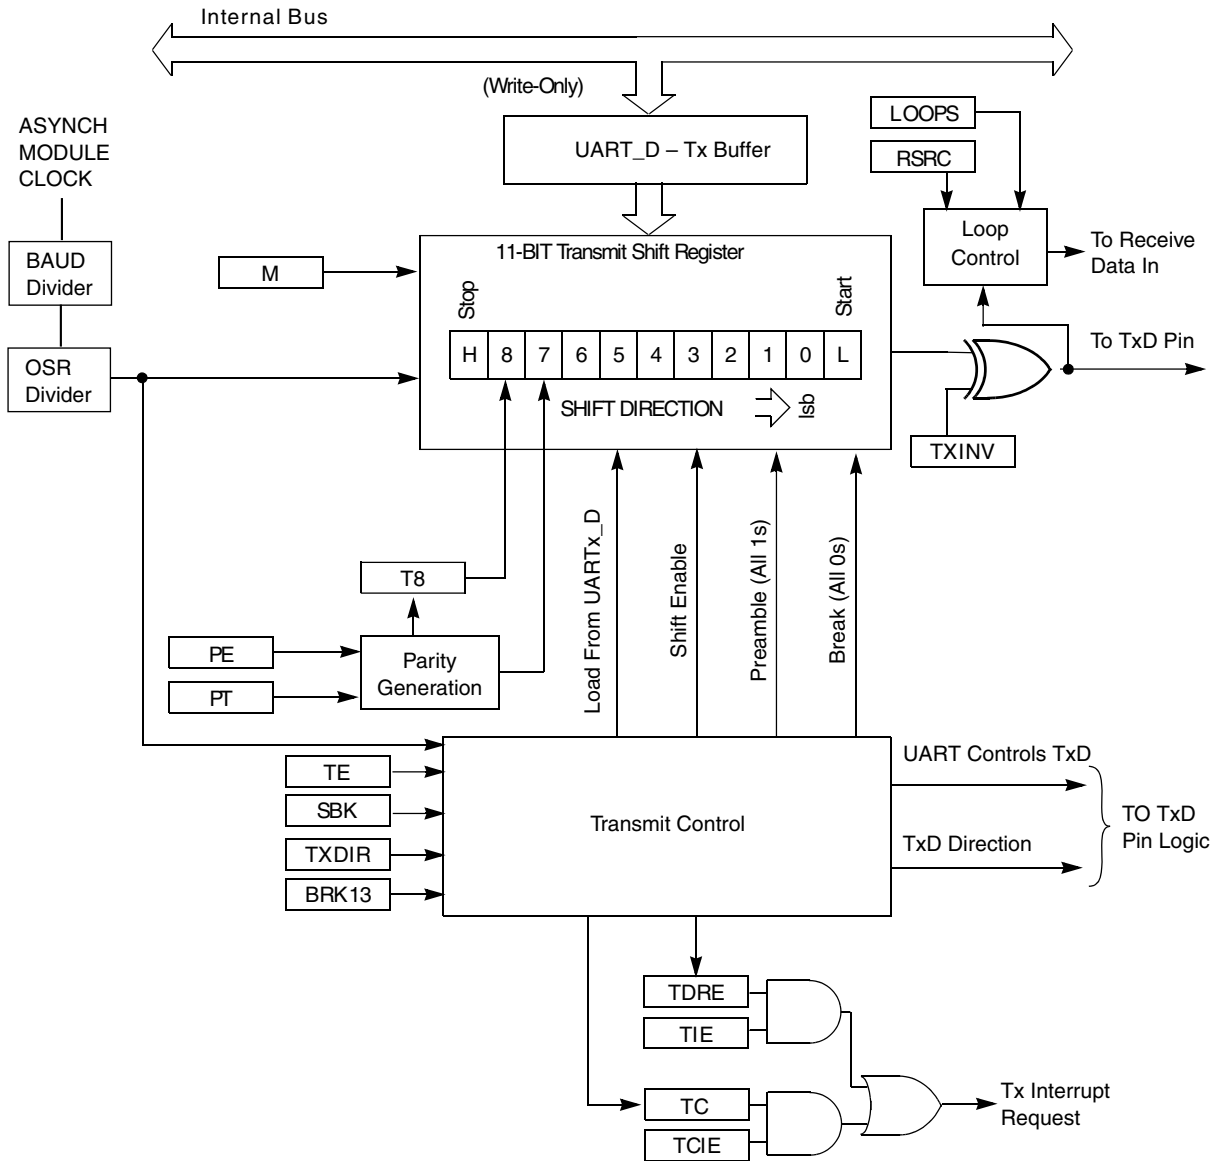 Internal Bus
(Write-Only)
ASYNCH
MODULE
CLOCK
UART_D – Tx Buffer
LOOPS
RSRC
Loop
Control
To Receive
Data In
BAUD
Divider
M
11-BIT Transmit Shift Register
Stop
Start
H 8 7 6 5 4 3 2 1 0 L
To TxD Pin
OSR
Divider
SHIFT DIRECTION
lsb
TXINV
Load From UARTx_D
Shift Enable
Preamble (All 1s)
Break (All 0s)
T8
PE
PT
Parity
Generation
TE
SBK
TXDIR
BRK13
Transmit Control
UART Controls TxD
TxD Direction
TO TxD
Pin Logic
TDRE
TIE
TC
TCIE
Tx Interrupt
Request